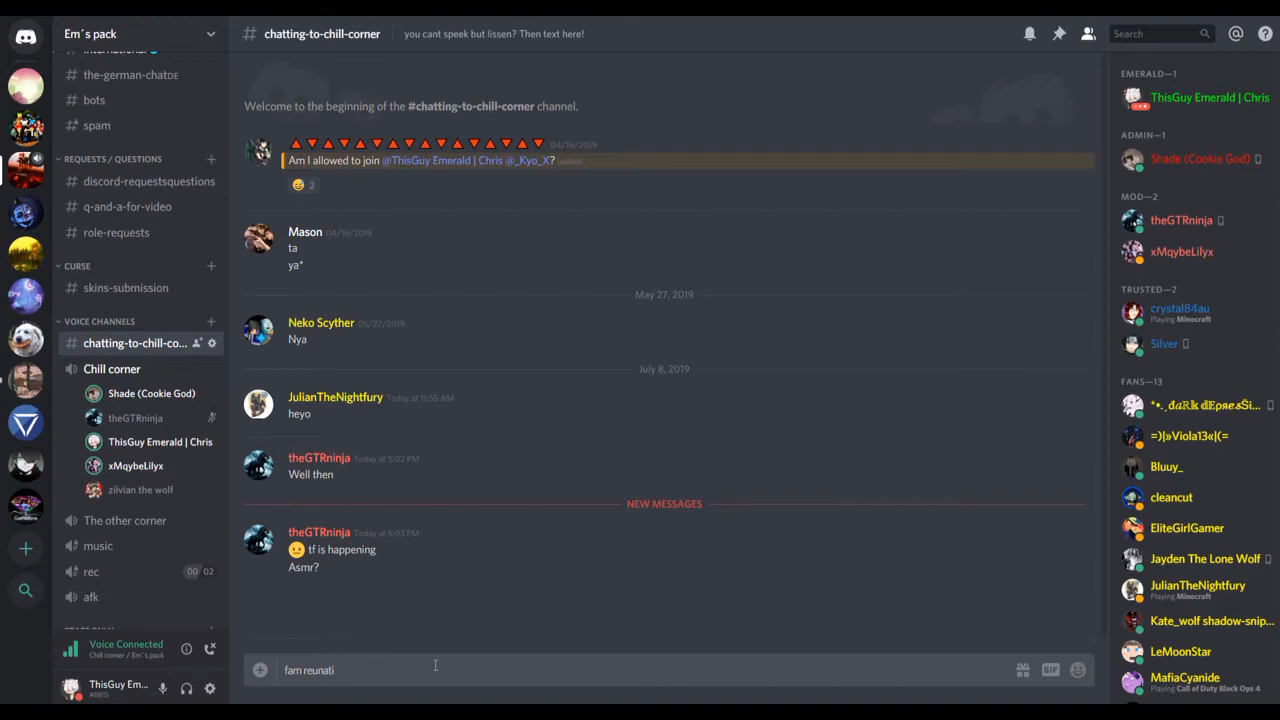 Em´s pack
# chatting-to-chill-corner
you cant speek but lissen? Then text here!
Search
the-german-chatDE
bots
spam
REQUESTS / QUESTIONS
discord-requestsquestions
q-and-a-for-video
role-requests
CURSE
skins-submission
VOICE CHANNELS
chatting-to-chill-co...
Chill corner
Shade (Cookie God)
theGTRninja
ThisGuy Emerald | Chris
xMqybeLilyx
zilvian the wolf
The other corner
music
rec
00 02
afk
Voice Connected
Chill corner / Em´s pack
ThisGuy Em...
#8815
Welcome to the beginning of the #chatting-to-chill-corner channel.
04/16/2019
Am I allowed to join @ThisGuy Emerald | Chris @_Kyo_X? (edited)
2
Mason 04/16/2019
ta
ya*
May 27, 2019
Neko Scyther 05/27/2019
Nya
July 8, 2019
JulianTheNightfury Today at 11:55 AM
heyo
theGTRninja Today at 5:02 PM
Well then
NEW MESSAGES
theGTRninja Today at 5:03 PM
tf is happening
Asmr?
fam reunati
GIF
EMERALD—1
ThisGuy Emerald | Chris
ADMIN—1
Shade (Cookie God)
MOD—2
theGTRninja
xMqybeLilyx
TRUSTED—2
crystal84au
Playing Minecraft
Silver
FANS—13
=)|»Viola13«|(=
Bluuy_
cleancut
EliteGirlGamer
Jayden The Lone Wolf
JulianTheNightfury
Playing Minecraft
Kate_wolf shadow-snip...
LeMoonStar
MafiaCyanide
Playing Call of Duty Black Ops 4